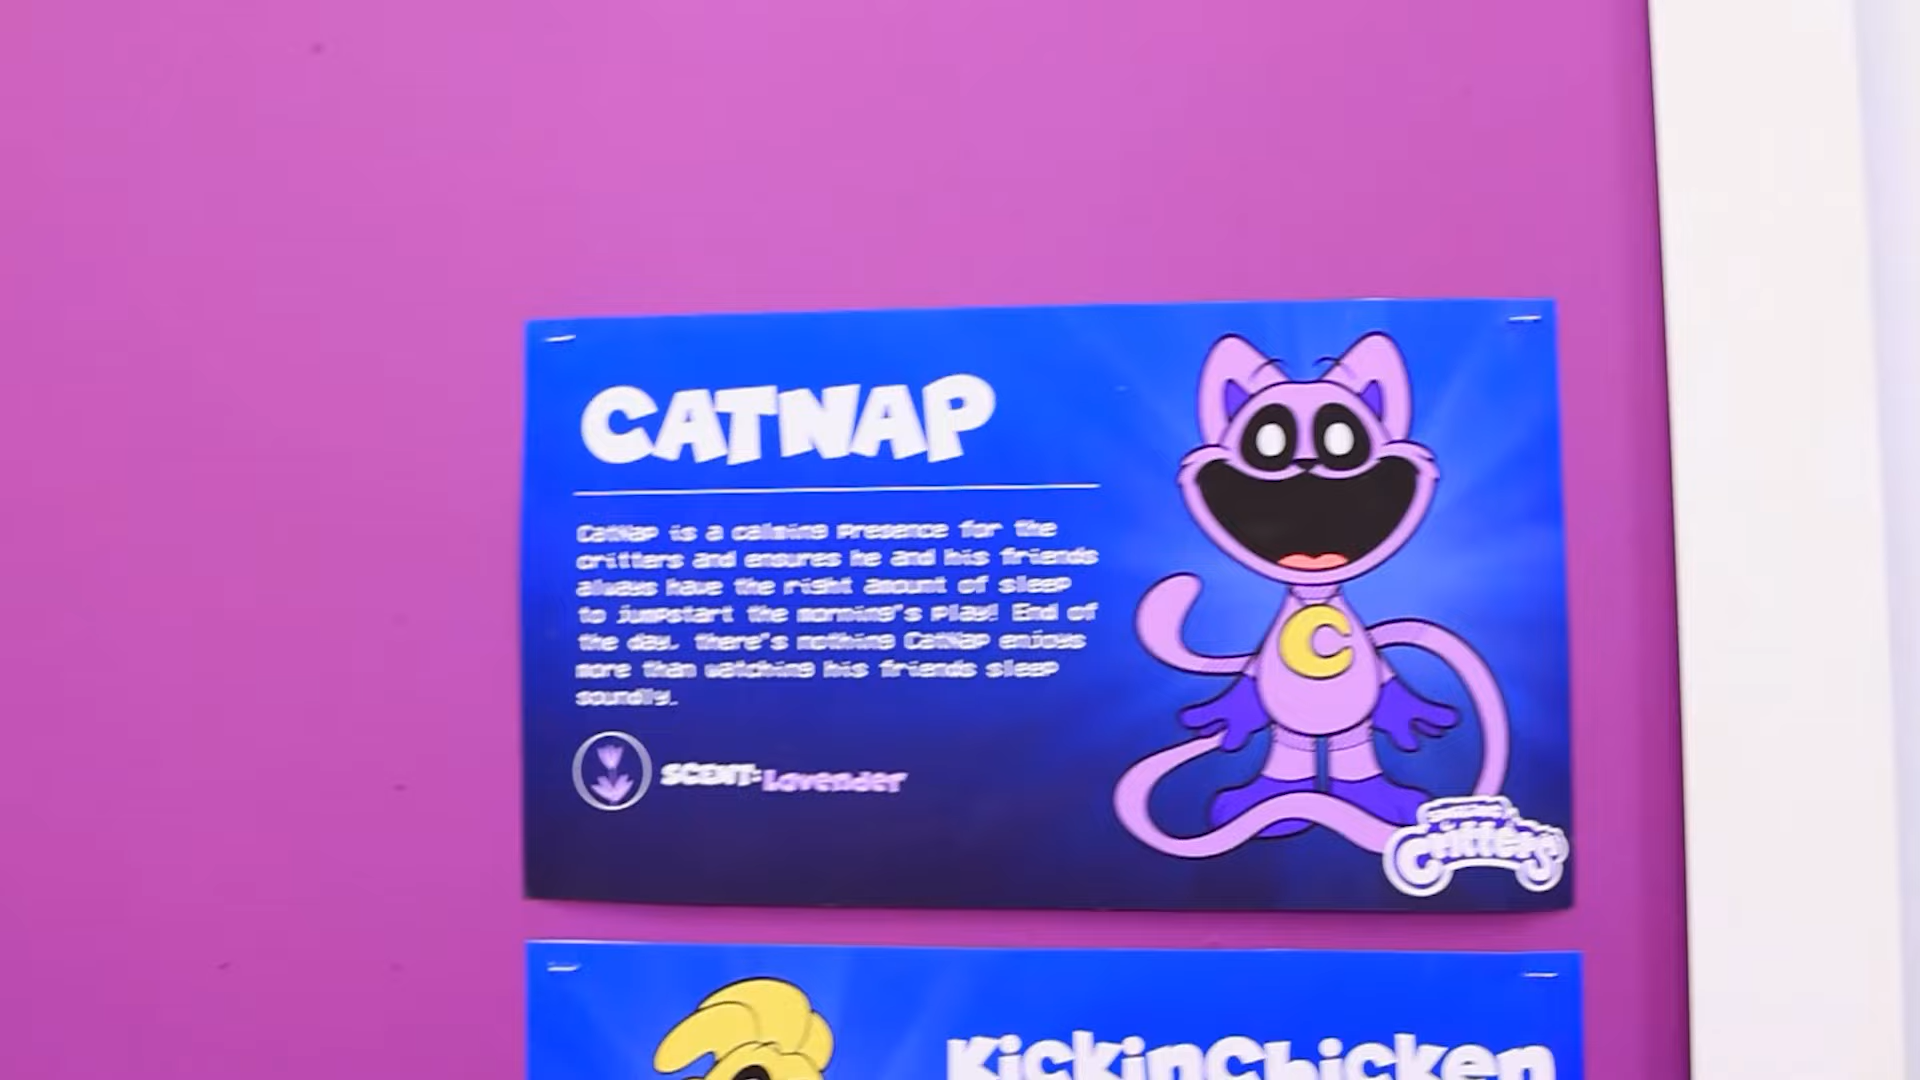 CATNAP
CatNap is a calming presence for the
critters and ensures he and his friends
always have the right amount of sleep
to jumpstart the morning's play! End of
the day, there's nothing CatNap enjoys
more than watching his friends sleep
soundly.
SCENT: Lavender
C
SMILING
Critters
KickinChicken